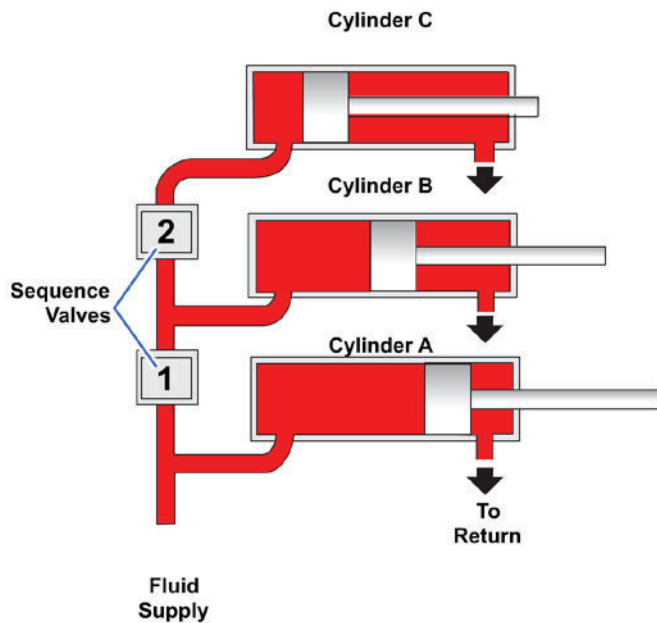 Cylinder C
Cylinder B
2
Sequence
Valves
Cylinder A
1
To
Return
Fluid
Supply